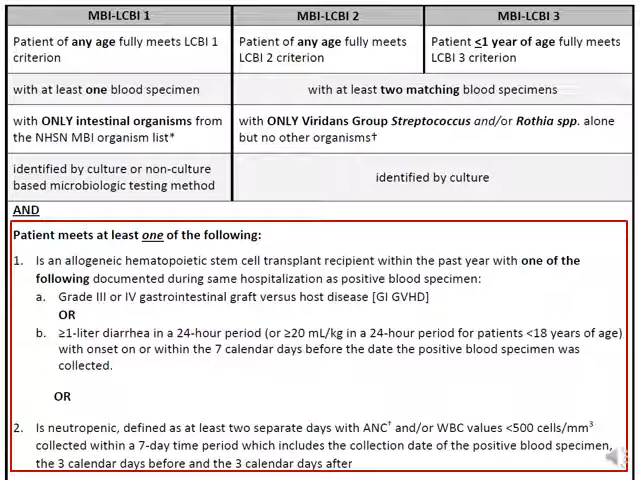 MBI-LCBI 1 MBI-LCBI 2 MBI-LCBI 3
Patient of any age fully meets LCBI 1
criterion
Patient of any age fully meets
LCBI 2 criterion
Patient <1 year of age fully meets
LCBI 3 criterion
with at least one blood specimen
with at least two matching blood specimens
with ONLY intestinal organisms from
the NHSN MBI organism list*
with ONLY Viridans Group Streptococcus and/or Rothia spp. alone
but no other organisms†
identified by culture or non-culture
based microbiologic testing method
identified by culture
AND
Patient meets at least one of the following:
1. Is an allogeneic hematopoietic stem cell transplant recipient within the past year with one of the
following documented during same hospitalization as positive blood specimen:
a. Grade III or IV gastrointestinal graft versus host disease [GI GVHD]
OR
b. ≥1-liter diarrhea in a 24-hour period (or ≥20 mL/kg in a 24-hour period for patients <18 years of age)
with onset on or within the 7 calendar days before the date the positive blood specimen was
collected.
OR
2. Is neutropenic, defined as at least two separate days with ANC† and/or WBC values <500 cells/mm³
collected within a 7-day time period which includes the collection date of the positive blood specimen,
the 3 calendar days before and the 3 calendar days after